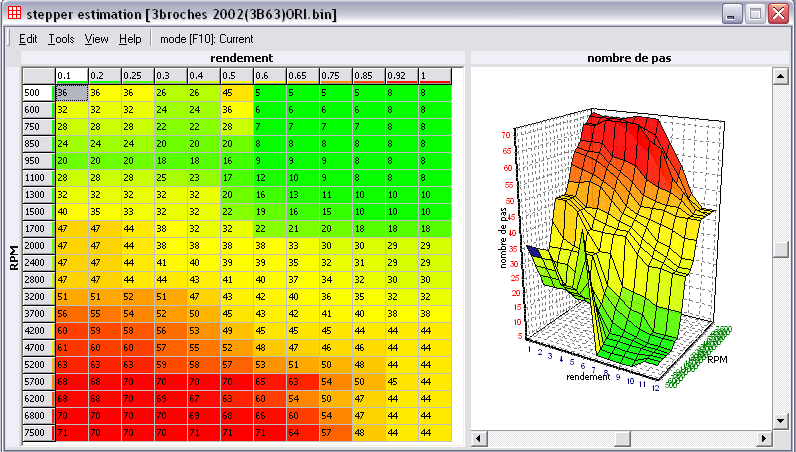 stepper estimation [3broches 2002(3B63)ORI.bin]
Edit Tools View Help mode [F10]: Current
rendement
nombre de pas
0.1 0.2 0.25 0.3 0.4 0.5 0.6 0.65 0.75 0.85 0.92 1
500 36 36 36 26 26 45 6 5 5 5 8 8
600 32 32 32 24 24 36 6 6 6 6 8 8
750 28 28 28 22 22 28 7 7 7 7 8 8
850 24 24 24 20 20 20 8 8 8 8 8 8
950 20 20 20 18 18 16 9 9 9 8 8 8
1100 28 28 28 25 23 17 12 10 9 8 8 8
1300 32 32 32 32 32 20 16 13 11 10 10 10
1500 40 35 33 32 32 22 19 16 15 10 10 10
1700 47 47 44 38 32 32 22 21 20 18 18 18
2000 47 47 44 38 38 38 38 33 30 30 29 29
2400 47 47 44 41 40 39 39 35 32 31 29 29
2800 47 47 44 44 43 41 40 37 34 32 30 30
3200 51 51 52 51 47 43 42 40 36 35 32 32
3700 56 55 54 52 50 45 43 42 41 40 38 38
4200 60 59 58 56 53 49 45 45 45 44 44 44
4700 61 60 60 57 55 52 48 47 46 46 44 44
5200 63 63 63 59 58 57 53 51 50 48 44 44
5700 68 68 70 70 70 70 65 63 54 50 45 44
6200 68 68 70 69 67 63 60 54 50 47 44 44
6800 70 70 70 70 69 68 66 60 54 47 44 44
7500 71 70 70 71 70 71 71 64 57 48 44 44
RPM
70
65
60
55
50
45
40
35
30
25
20
15
10
5
nombre de pas
1 2 3 4 5 6 7 8 9 10 11 12
rendement
RPM